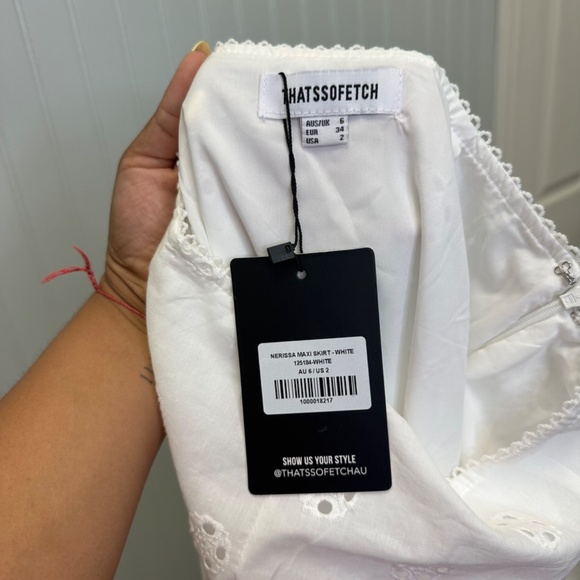 THATSSOFETCH
AUS/UK 6
EUR 34
USA 2
NERISSA MAXI SKIRT - WHITE
125184-WHITE
AU 6 / US 2
1000018217
SHOW US YOUR STYLE
@THATSSOFETCHAU